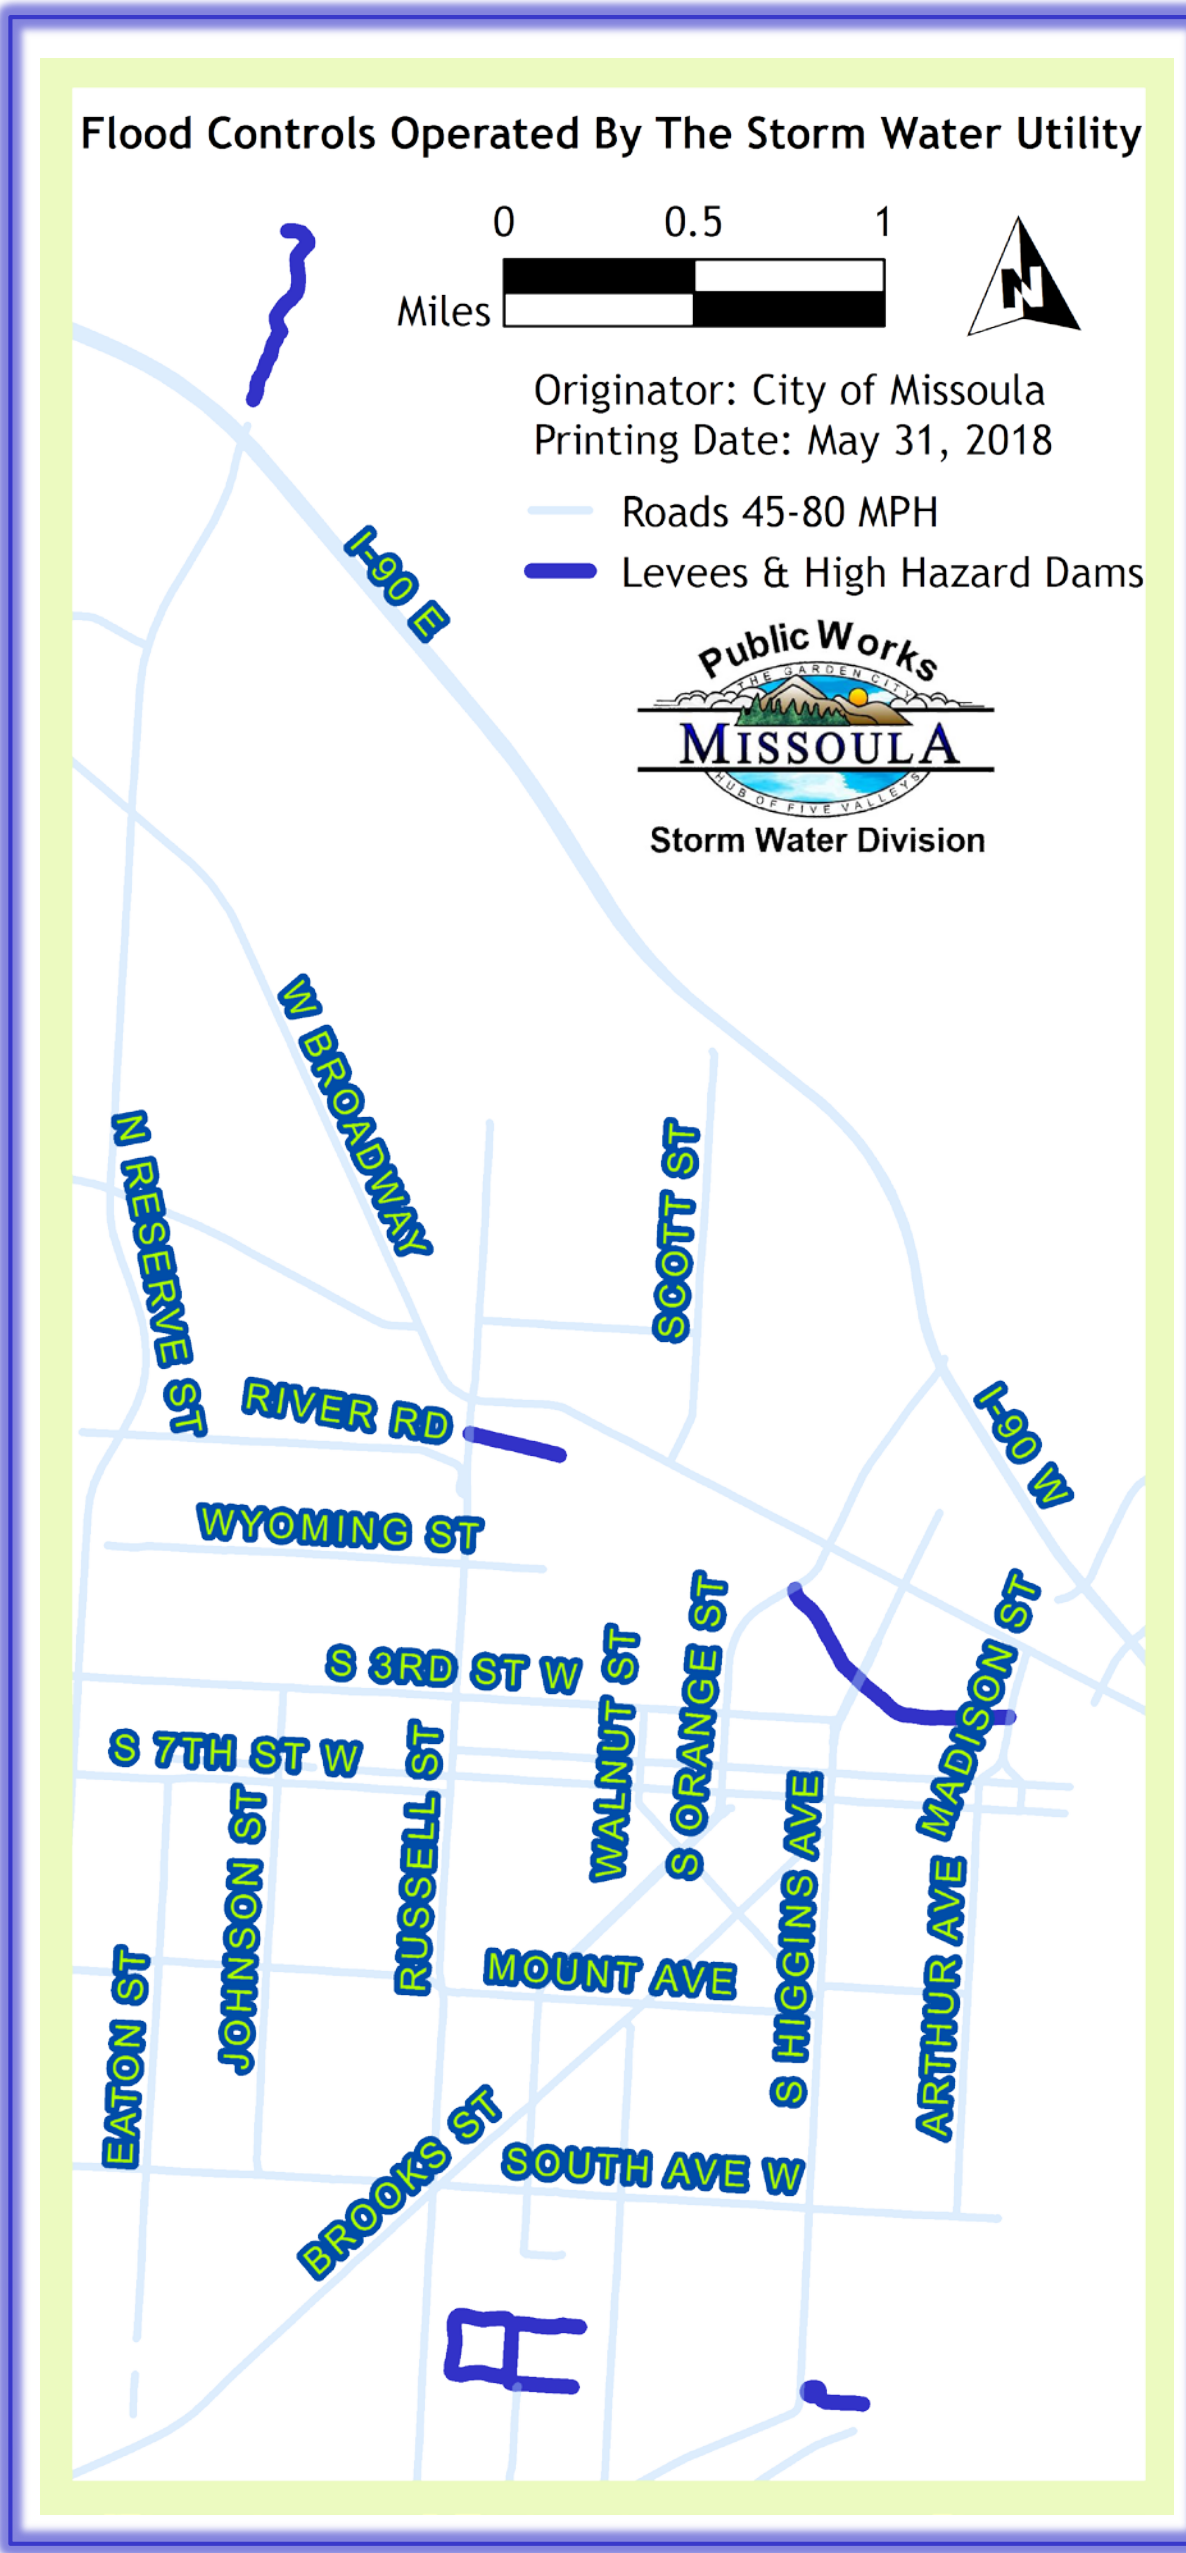 Flood Controls Operated By The Storm Water Utility
0 0.5 1
Miles
N
Originator: City of Missoula
Printing Date: May 31, 2018
Roads 45-80 MPH
Levees & High Hazard Dams
Public Works
THE GARDEN CITY
MISSOULA
HUB OF FIVE VALLEYS
Storm Water Division
I-90 E
W BROADWAY
N RESERVE ST
SCOTT ST
RIVER RD
I-90 W
WYOMING ST
S 3RD ST W
WALNUT ST
S ORANGE ST
MADISON ST
S 7TH ST W
JOHNSON ST
RUSSELL ST
S HIGGINS AVE
ARTHUR AVE
EATON ST
MOUNT AVE
BROOKS ST
SOUTH AVE W